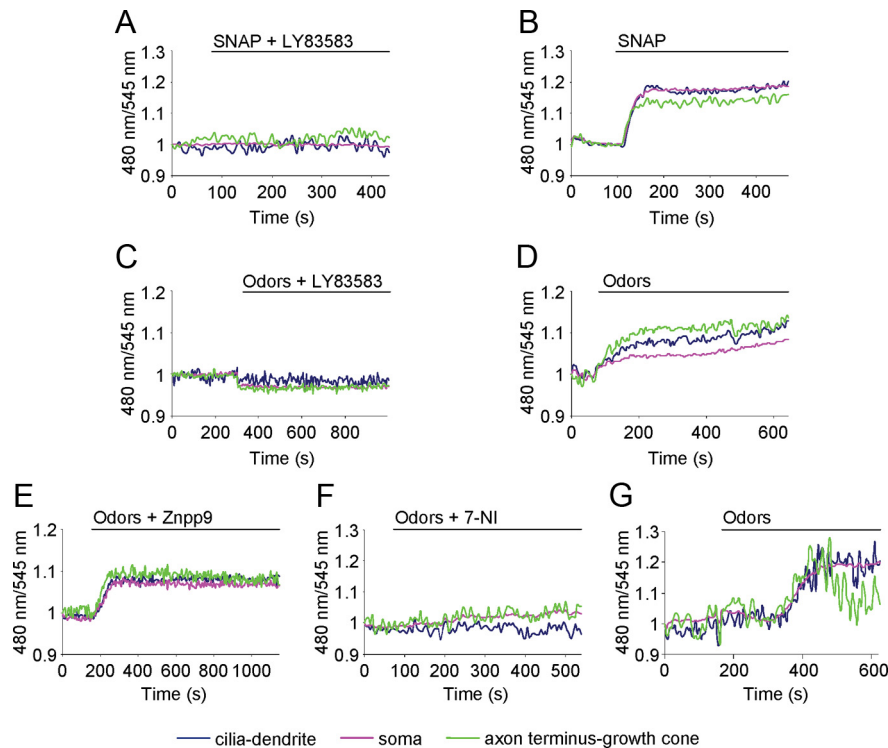 A
SNAP + LY83583
480 nm/545 nm
1.3
1.2
1.1
1
0.9
0 100 200 300 400
Time (s)
B
SNAP
480 nm/545 nm
1.3
1.2
1.1
1
0.9
0 200 400
Time (s)
C
Odors + LY83583
480 nm/545 nm
1.2
1.1
1
0.9
0 200 400 600 800
Time (s)
D
Odors
480 nm/545 nm
1.2
1.1
1
0.9
0 200 400 600
Time (s)
E
Odors + Znpp9
480 nm/545 nm
1.2
1.1
1
0.9
0 200 400 600 800 1000
Time (s)
F
Odors + 7-NI
480 nm/545 nm
1.3
1.2
1.1
1
0.9
0 100 200 300 400 500
Time (s)
G
Odors
480 nm/545 nm
1.3
1.2
1.1
1
0.9
0 200 400 600
Time (s)
cilia-dendrite soma axon terminus-growth cone